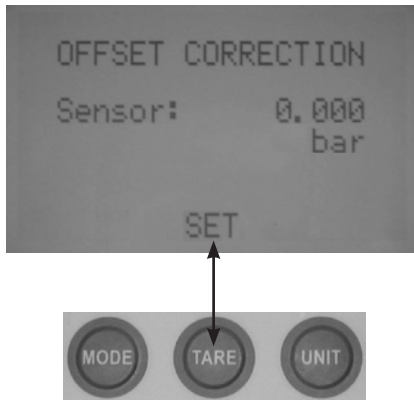 OFFSET CORRECTION
Sensor: 0.000
bar
SET
MODE TARE UNIT